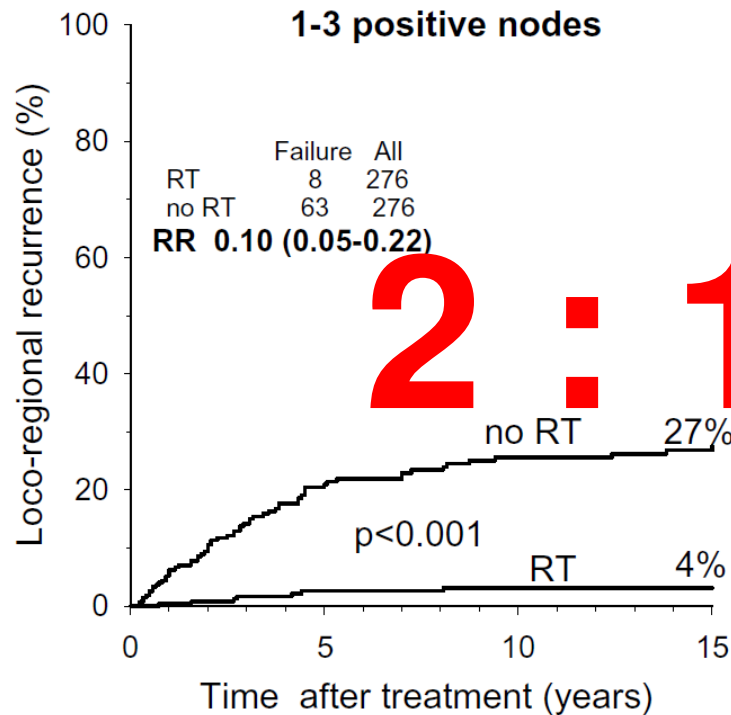 1-3 positive nodes
Loco-regional recurrence (%)
100
80
60
40
20
0
Failure All
RT 8 276
no RT 63 276
RR 0.10 (0.05-0.22)
2 : 1
no RT 27%
p<0.001
RT 4%
0 5 10 15
Time after treatment (years)